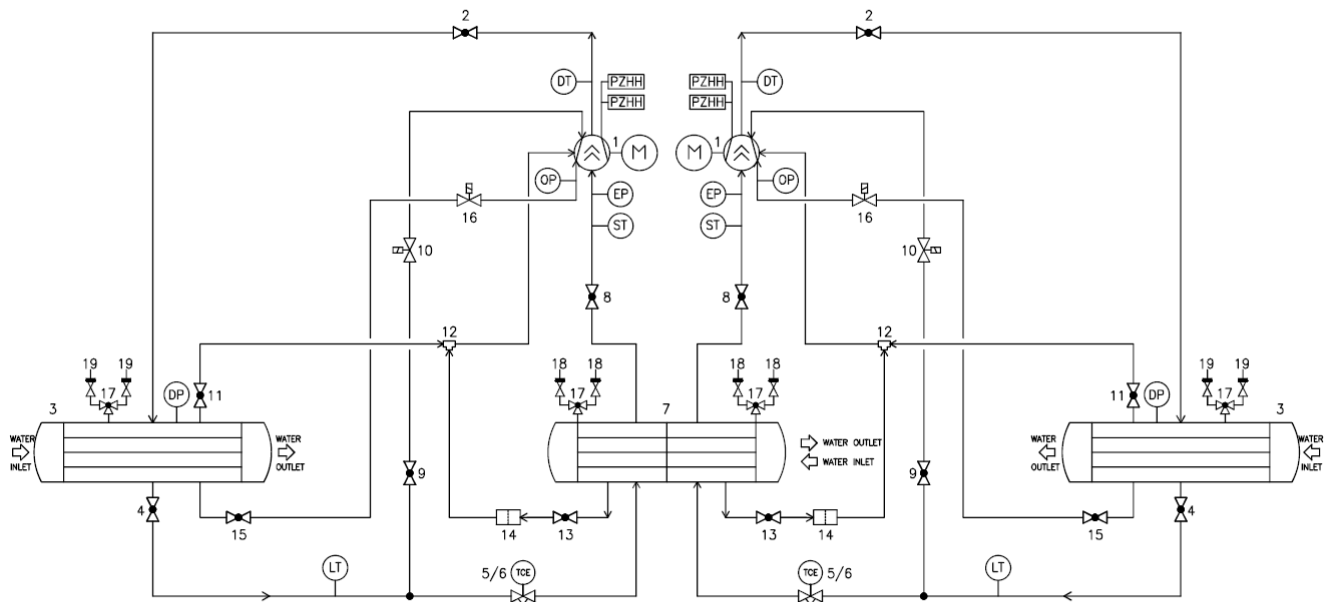 2 2
DT PZHH PZHH DT
PZHH PZHH
1 M M 1
OP EP EP OP
16 ST ST 16
10 10
8 8
12 12
19 19 18 18 18 18 19 19
17 DP 11 17 7 17 11 DP 17
3 3
WATER INLET WATER OUTLET WATER OUTLET WATER OUTLET WATER INLET
WATER INLET
9 9
4 15 14 13 13 14 15 4
LT 5/6 TCE TCE 5/6 LT